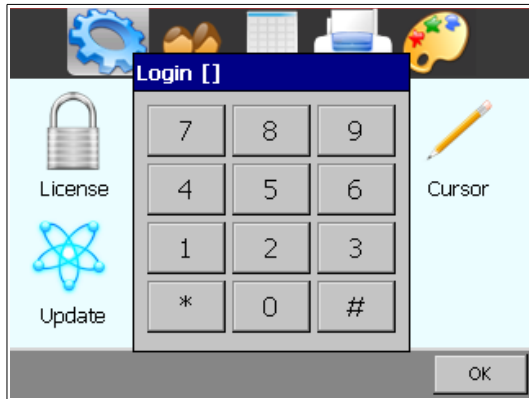 Login []
7 8 9
License
4 5 6
Cursor
1 2 3
Update
* 0 #
OK